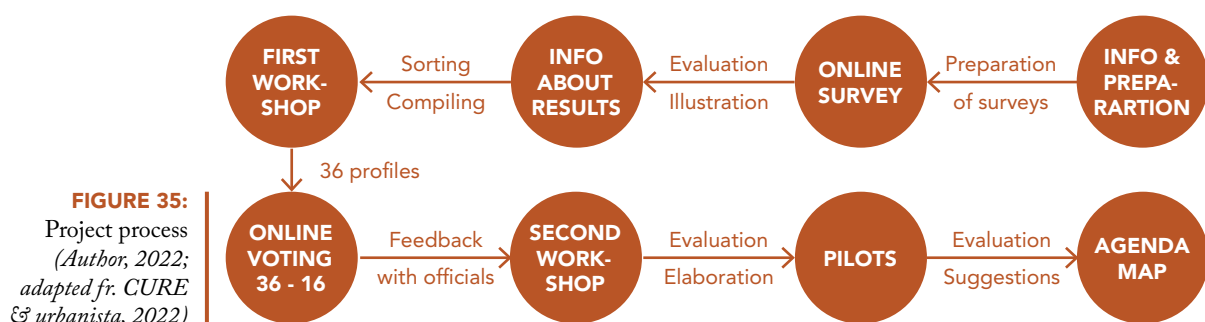 FIRST
WORK-
SHOP
Sorting
Compiling
INFO
ABOUT
RESULTS
Evaluation
Illustration
ONLINE
SURVEY
Preparation
of surveys
INFO &
PREPA-
RARTION
36 profiles
FIGURE 35:
Project process
(Author, 2022;
adapted fr. CURE
& urbanista, 2022)
ONLINE
VOTING
36 - 16
Feedback
with officials
SECOND
WORK-
SHOP
Evaluation
Elaboration
PILOTS
Evaluation
Suggestions
AGENDA
MAP